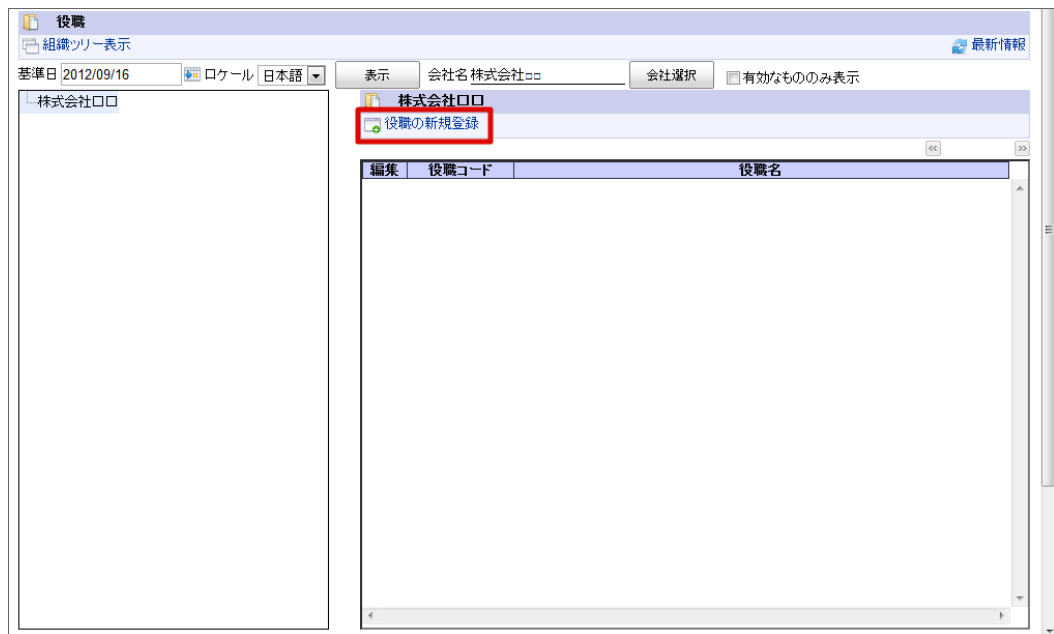 役職
組織ツリー表示 最新情報
基準日 2012/09/16 ロケール 日本語 表示 会社名 株式会社□□ 会社選択 有効なもののみ表示
株式会社□□
株式会社□□
役職の新規登録
<< >>
編集 役職コード 役職名